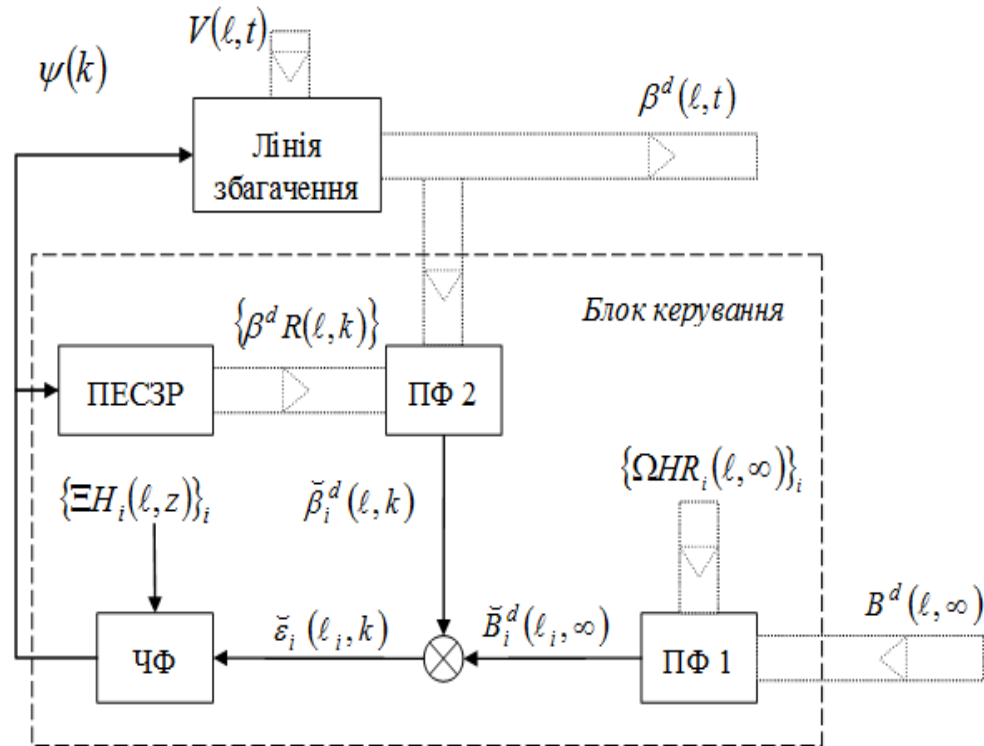 V(ℓ,t)
ψ(k)
β^d(ℓ,t)
Лінія
збагачення
Блок керування
{β^d R(ℓ,k)}
ПЕСЗР
ПФ 2
{ΩHR_i(ℓ,∞)}_i
{ΞH_i(ℓ,z)}_i
β̆_i^d(ℓ,k)
B^d(ℓ,∞)
ε̆_i(ℓ_i,k)
B̆_i^d(ℓ_i,∞)
ЧФ
ПФ 1